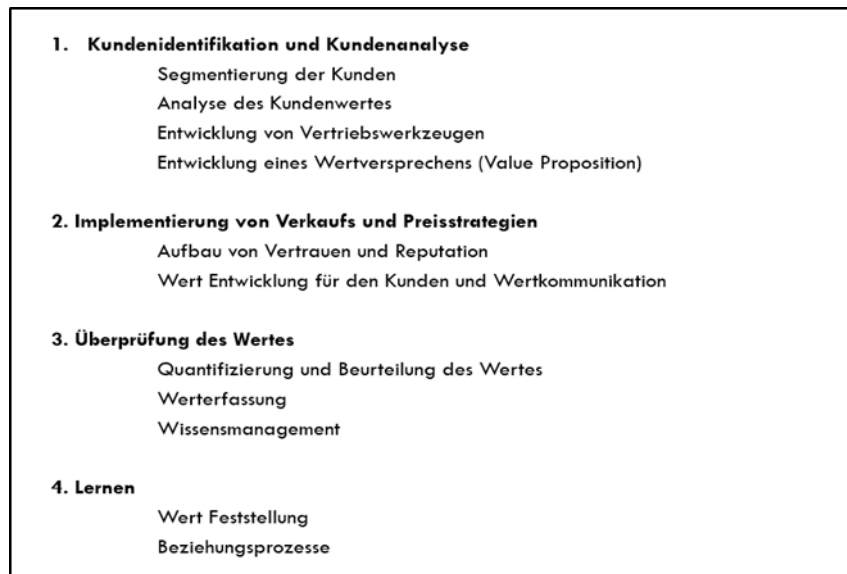 1. Kundenidentifikation und Kundenanalyse
Segmentierung der Kunden
Analyse des Kundenwertes
Entwicklung von Vertriebswerkzeugen
Entwicklung eines Wertversprechens (Value Proposition)
2. Implementierung von Verkaufs und Preisstrategien
Aufbau von Vertrauen und Reputation
Wert Entwicklung für den Kunden und Wertkommunikation
3. Überprüfung des Wertes
Quantifizierung und Beurteilung des Wertes
Werterfassung
Wissensmanagement
4. Lernen
Wert Feststellung
Beziehungsprozesse